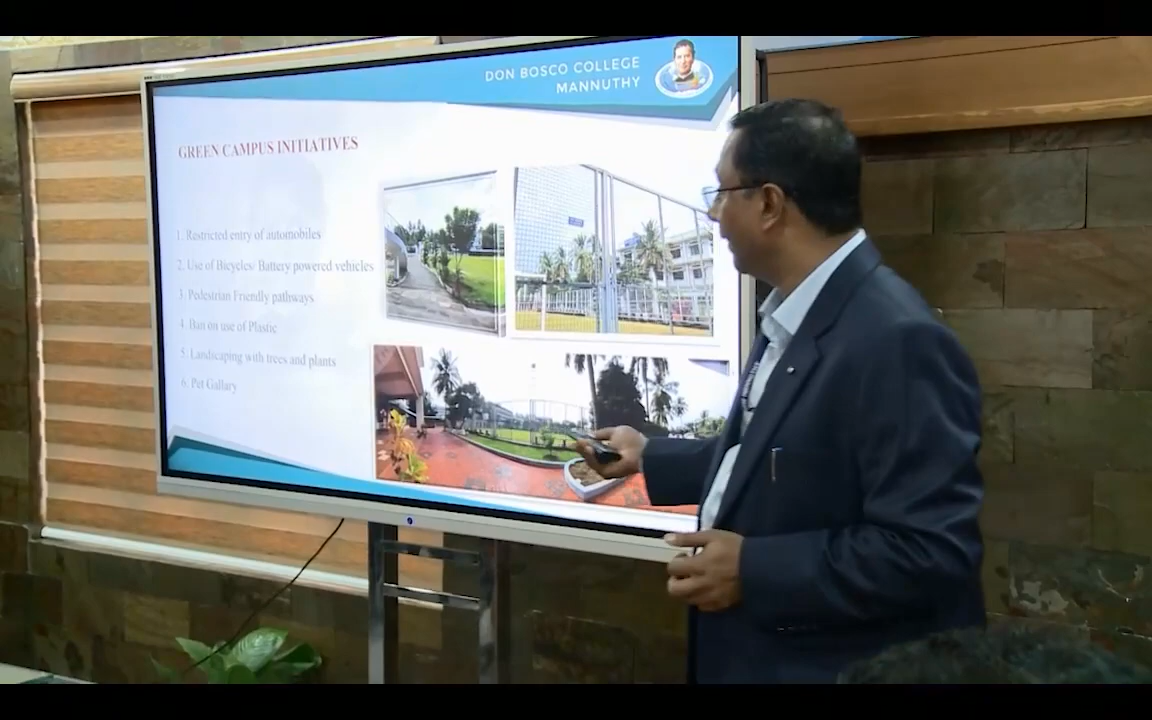 DON BOSCO COLLEGE
MANNUTHY
GREEN CAMPUS INITIATIVES
1. Restricted entry of automobiles
2. Use of Bicycles/ Battery powered vehicles
3. Pedestrian Friendly pathways
4. Ban on use of Plastic
5. Landscaping with trees and plants
6. Pet Gallary